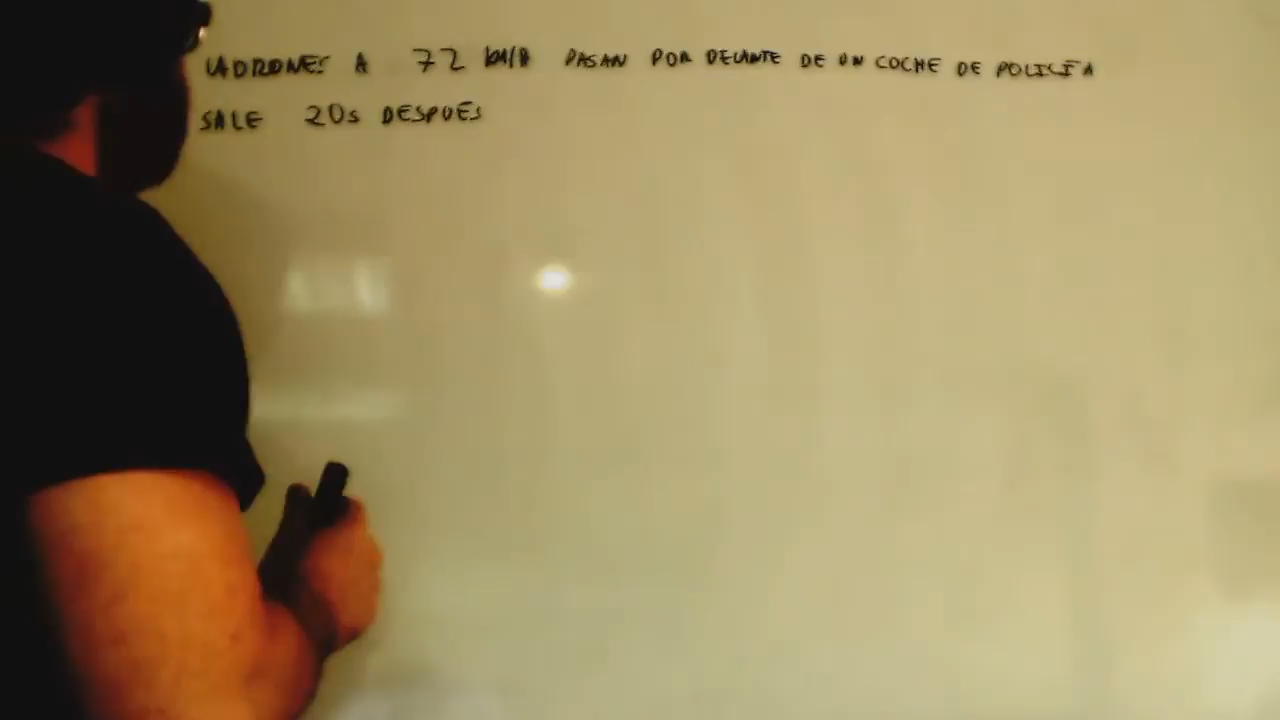 LADRONES A 72 km/h PASAN POR DELANTE DE UN COCHE DE POLICÍA
SALE 20s DESPUÉS